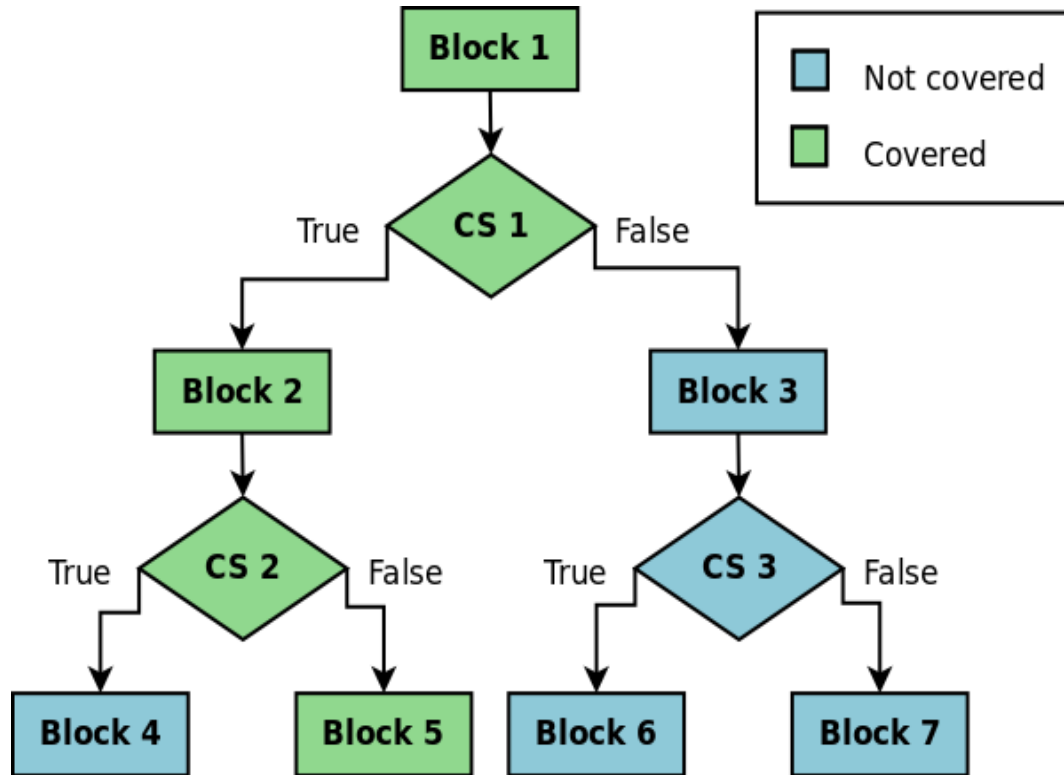 Block 1
Not covered
Covered
CS 1
True
False
Block 2
Block 3
CS 2
True
False
CS 3
True
False
Block 4
Block 5
Block 6
Block 7